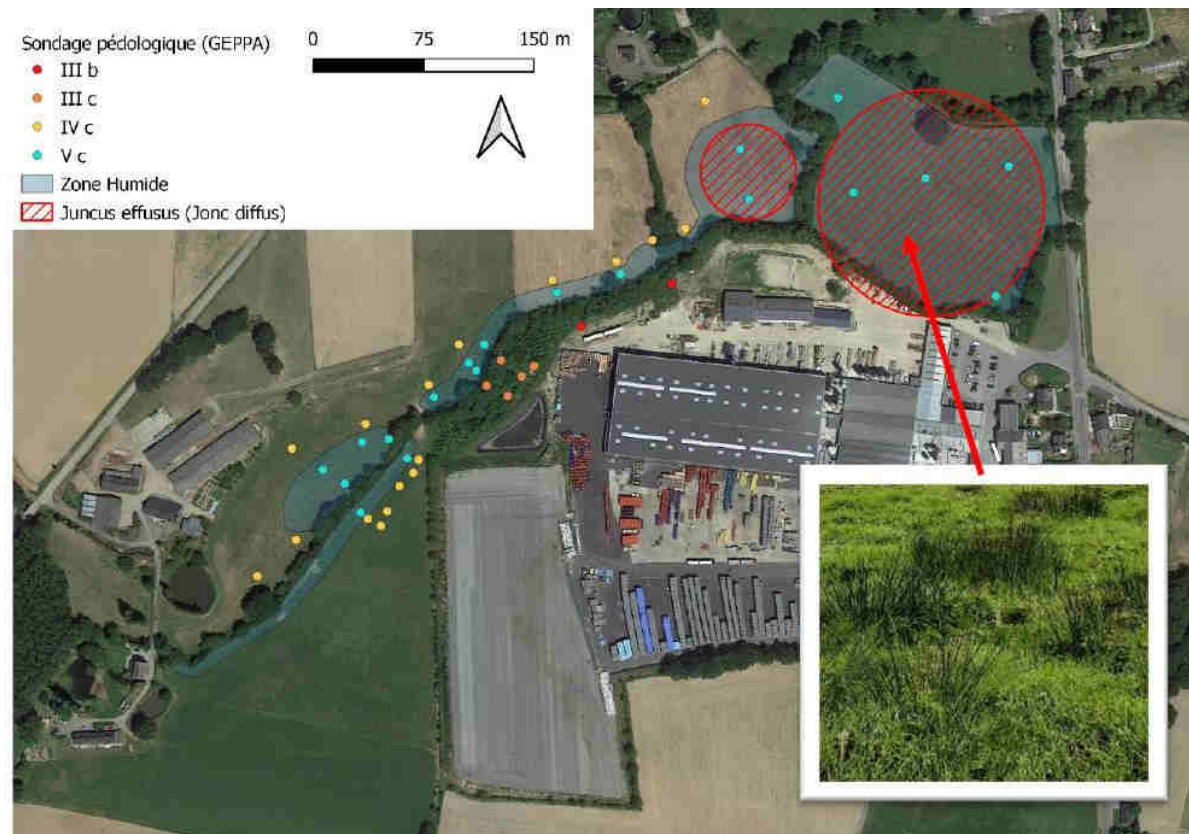 Sondage pédologique (GEPPA)
III b
III c
IV c
V c
Zone Humide
Juncus effusus (Jonc diffus)
0 75 150 m